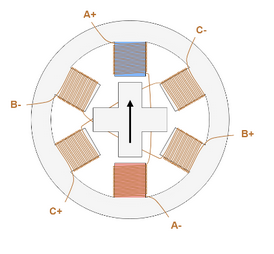 A+
C-
B-
B+
C+
A-